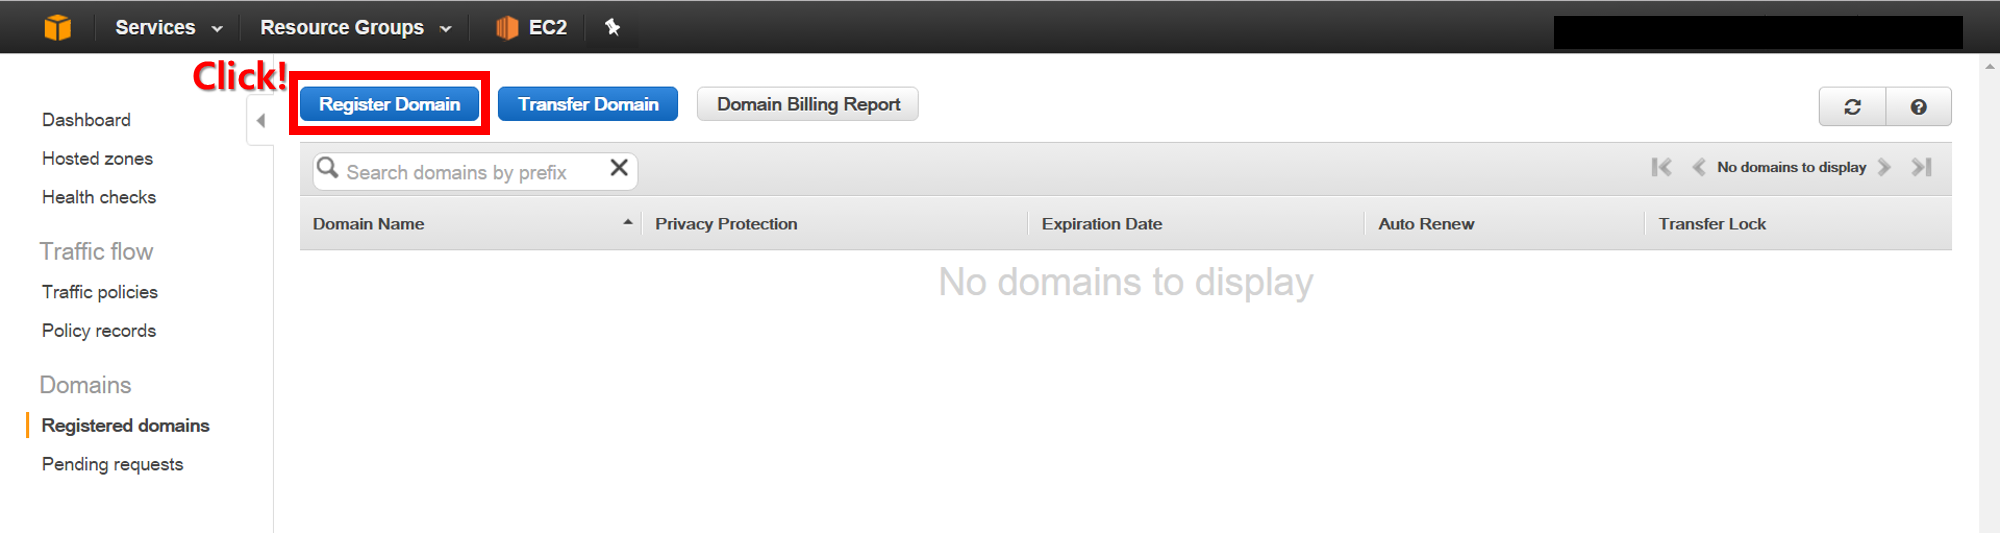 Services
Resource Groups
EC2
Click!
Register Domain
Transfer Domain
Domain Billing Report
Dashboard
Hosted zones
Health checks
Traffic flow
Traffic policies
Policy records
Domains
Registered domains
Pending requests
Search domains by prefix
No domains to display
Domain Name
Privacy Protection
Expiration Date
Auto Renew
Transfer Lock
No domains to display